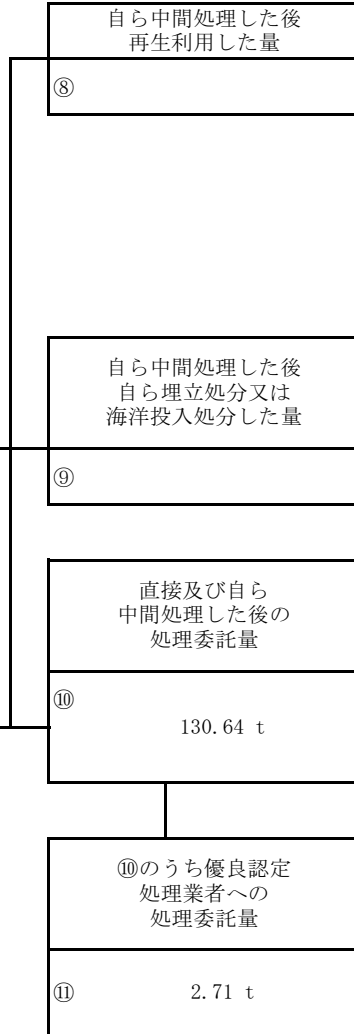 自ら中間処理した後
再生利用した量
⑧
自ら中間処理した後
自ら埋立処分又は
海洋投入処分した量
⑨
直接及び自ら
中間処理した後の
処理委託量
⑩
130.64 t
⑩のうち優良認定
処理業者への
処理委託量
⑪ 2.71 t